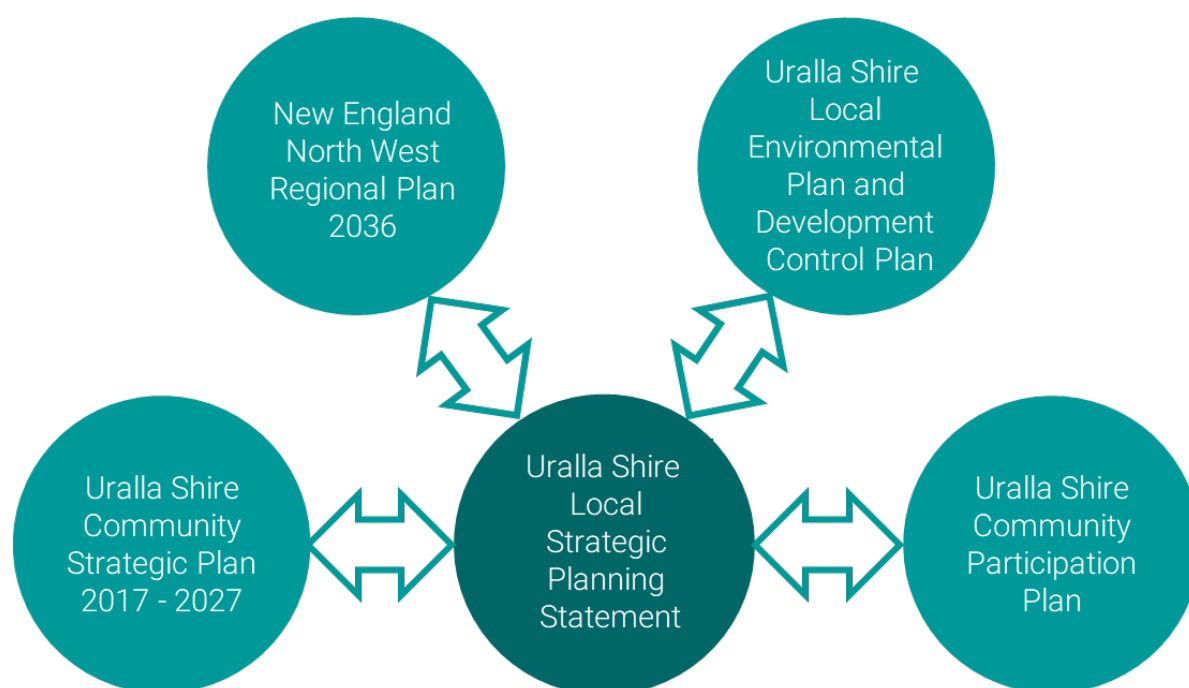 New England
North West
Regional Plan
2036
Uralla Shire
Local
Environmental
Plan and
Development
Control Plan
Uralla Shire
Community
Strategic Plan
2017 - 2027
Uralla Shire
Local
Strategic
Planning
Statement
Uralla Shire
Community
Participation
Plan